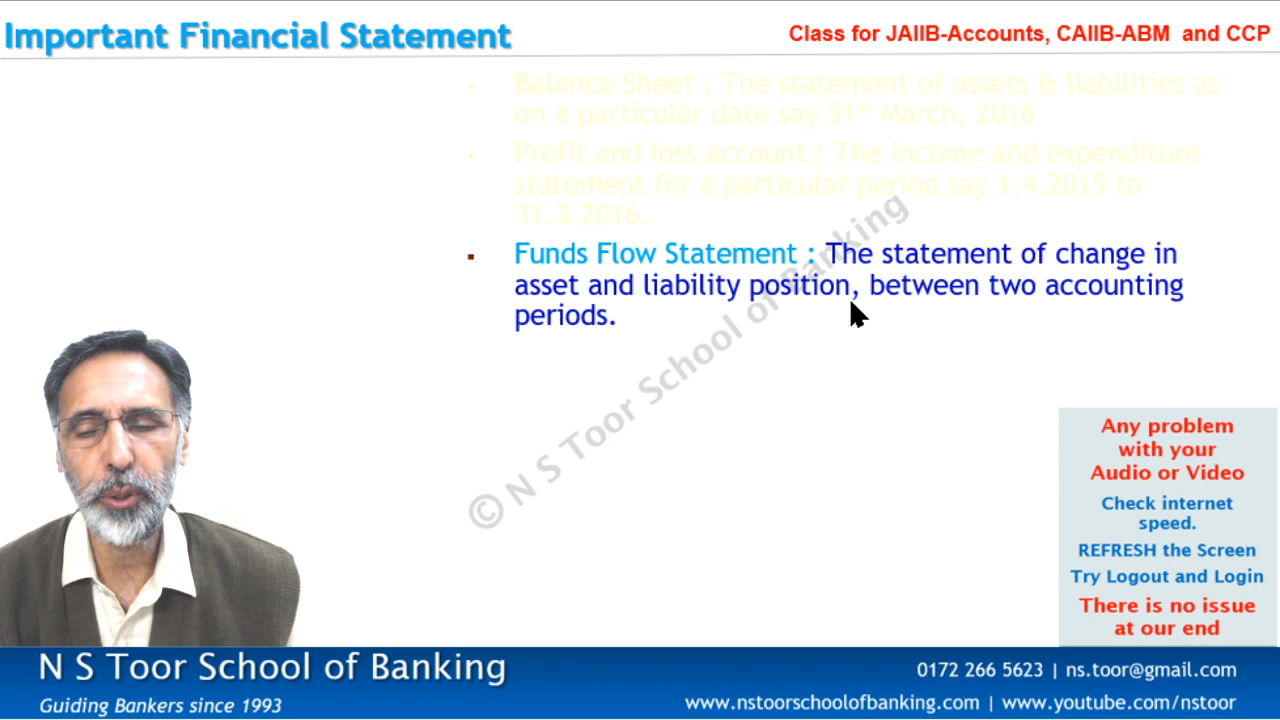 Important Financial Statement
Class for JAIIB-Accounts, CAIIB-ABM and CCP
Balance Sheet : The statement of assets & liabilities as
on a particular date say 31st March, 2016
Profit and loss account : The income and expenditure
statement for a particular period say 1.4.2015 to
31.3.2016.
Funds Flow Statement : The statement of change in
asset and liability position, between two accounting
periods.
© N S Toor School of Banking
Any problem
with your
Audio or Video
Check internet
speed.
REFRESH the Screen
Try Logout and Login
There is no issue
at our end
N S Toor School of Banking
Guiding Bankers since 1993
0172 266 5623 | ns.toor@gmail.com
www.nstoorschoolofbanking.com | www.youtube.com/nstoor